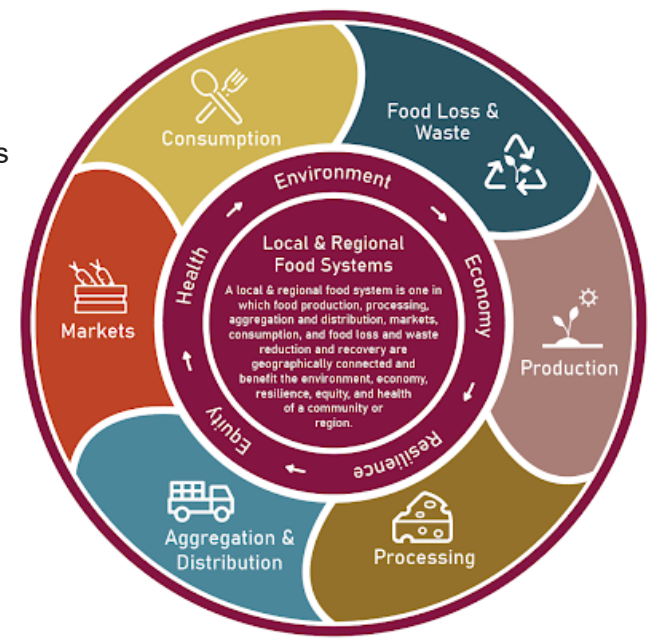 s
Consumption
Food Loss &
Waste
Production
Processing
Aggregation &
Distribution
Markets
Environment
Economy
Resilience
Equity
Health
Local & Regional
Food Systems
A local & regional food system is one in
which food production, processing,
aggregation and distribution, markets,
consumption, and food loss and waste
reduction and recovery are
geographically connected and
benefit the environment, economy,
resilience, equity, and health
of a community or
region.